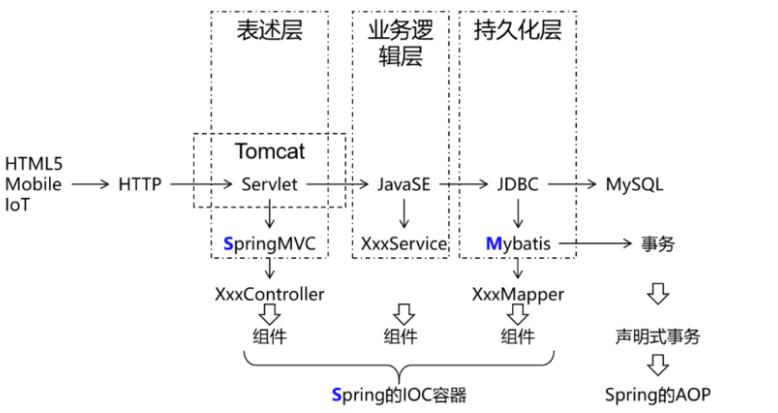 表述层
业务逻
辑层
持久化层
Tomcat
HTML5
Mobile
IoT
HTTP
Servlet
JavaSE
JDBC
MySQL
SpringMVC
XxxService
Mybatis
事务
XxxController
XxxMapper
组件
组件
组件
声明式事务
Spring的IOC容器
Spring的AOP